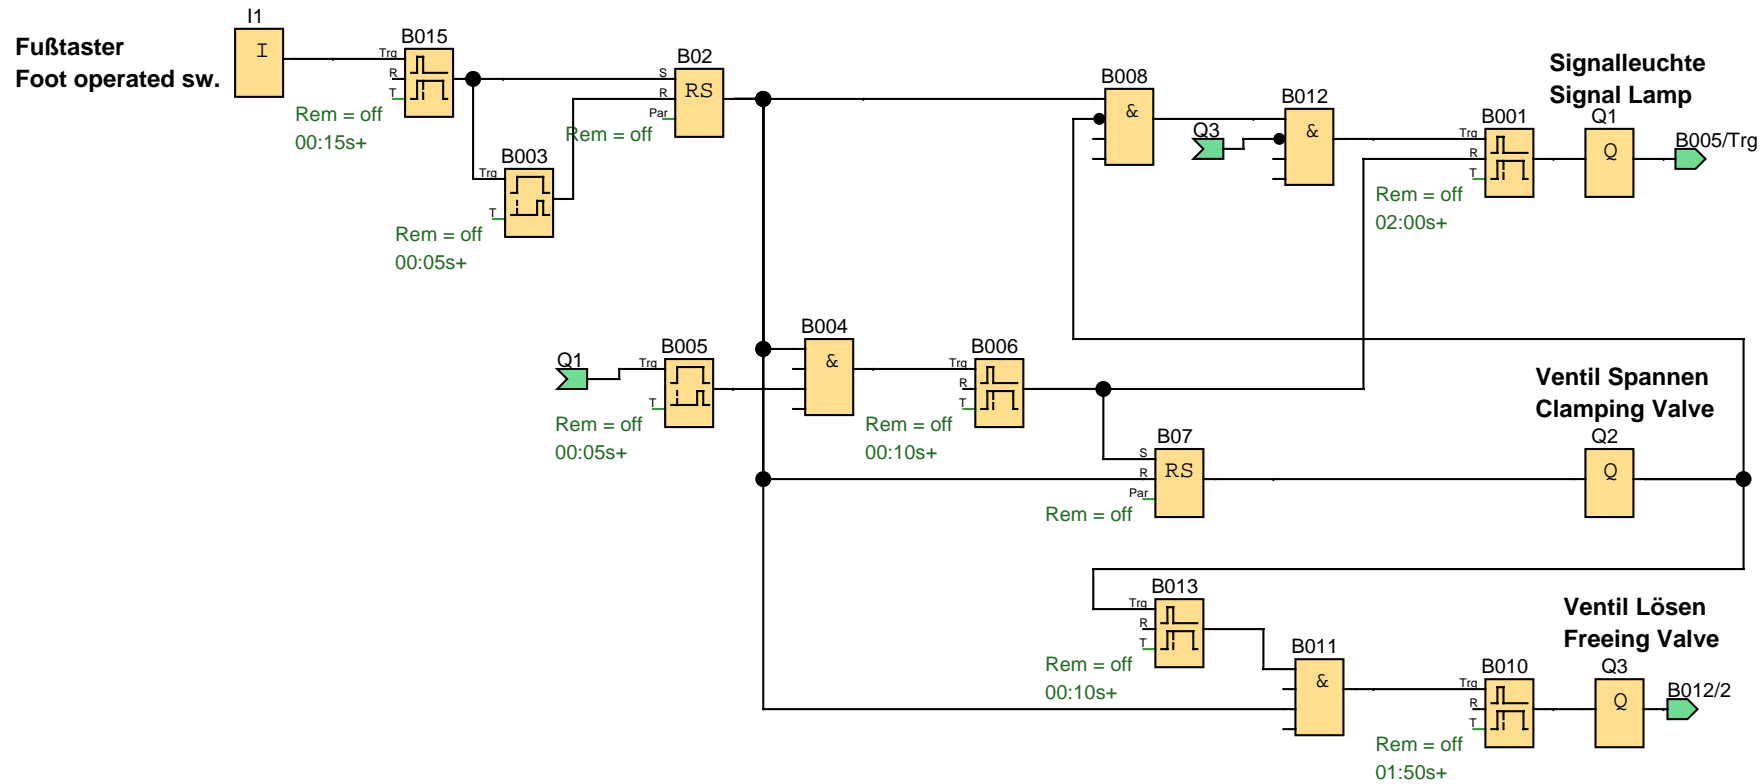 I1
Fußtaster
Foot operated sw.
I
B015
Trg
R
T
Rem = off
00:15s+
B003
Trg
T
Rem = off
00:05s+
B02
S
R
Par
RS
Rem = off
B008
&
Q3
B012
&
B001
Trg
R
T
Rem = off
02:00s+
Signalleuchte
Signal Lamp
Q1
Q
B005/Trg
Q1
B005
Trg
T
Rem = off
00:05s+
B004
&
B006
Trg
R
T
Rem = off
00:10s+
B07
S
R
Par
RS
Rem = off
Ventil Spannen
Clamping Valve
Q2
Q
B013
Trg
R
T
Rem = off
00:10s+
B011
&
B010
Trg
R
T
Rem = off
01:50s+
Ventil Lösen
Freeing Valve
Q3
Q
B012/2